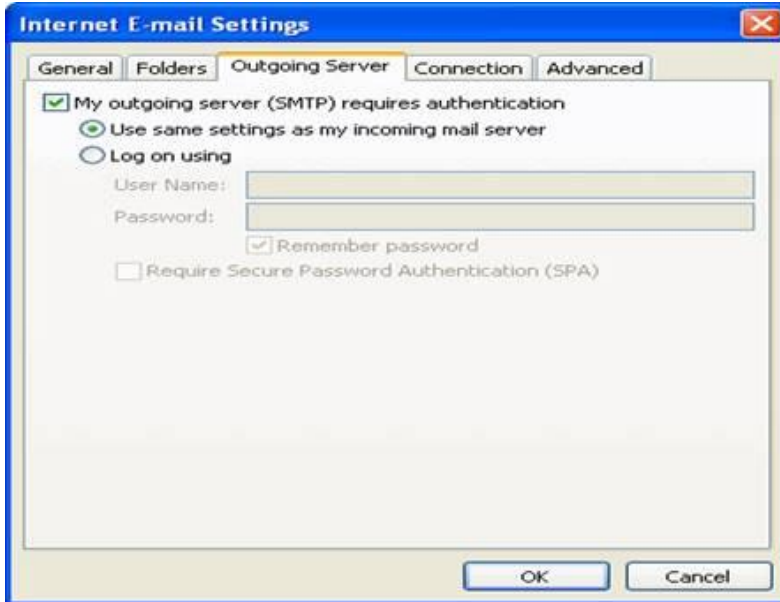 Internet E-mail Settings
General Folders Outgoing Server Connection Advanced
My outgoing server (SMTP) requires authentication
Use same settings as my incoming mail server
Log on using
User Name:
Password:
Remember password
Require Secure Password Authentication (SPA)
OK Cancel